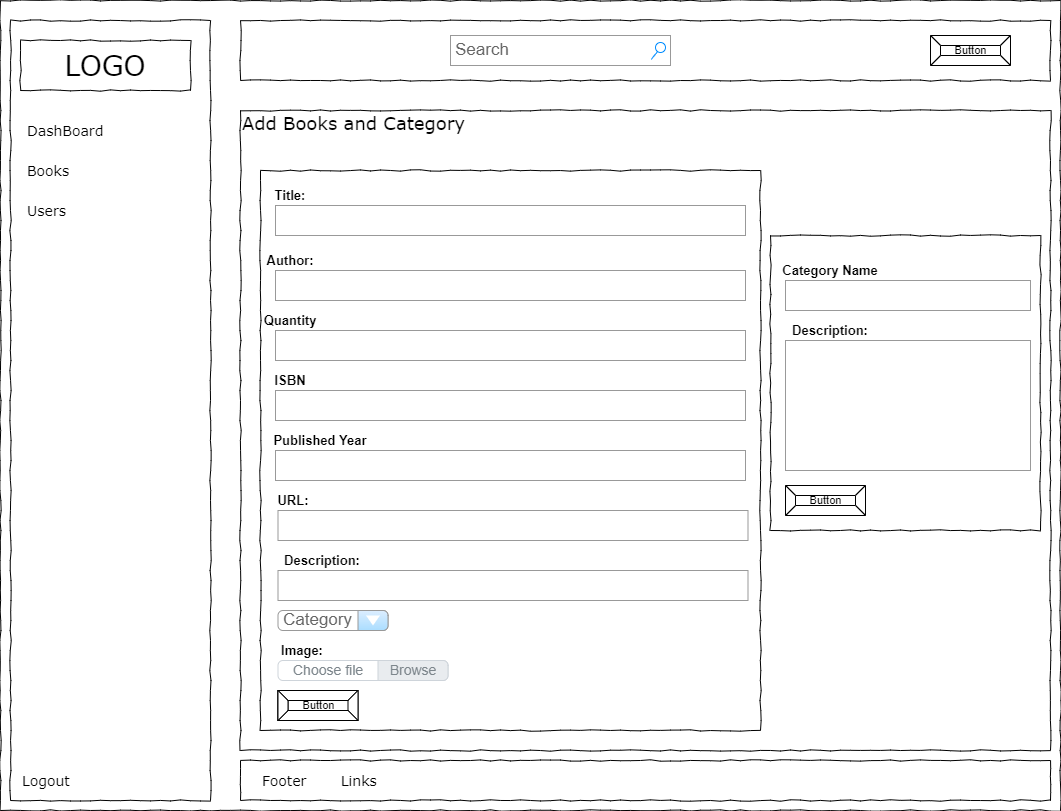 LOGO
DashBoard
Books
Users
Logout
Search
Button
Add Books and Category
Title:
Author:
Quantity
ISBN
Published Year
URL:
Description:
Category
Image:
Choose file Browse
Button
Category Name
Description:
Button
Footer Links